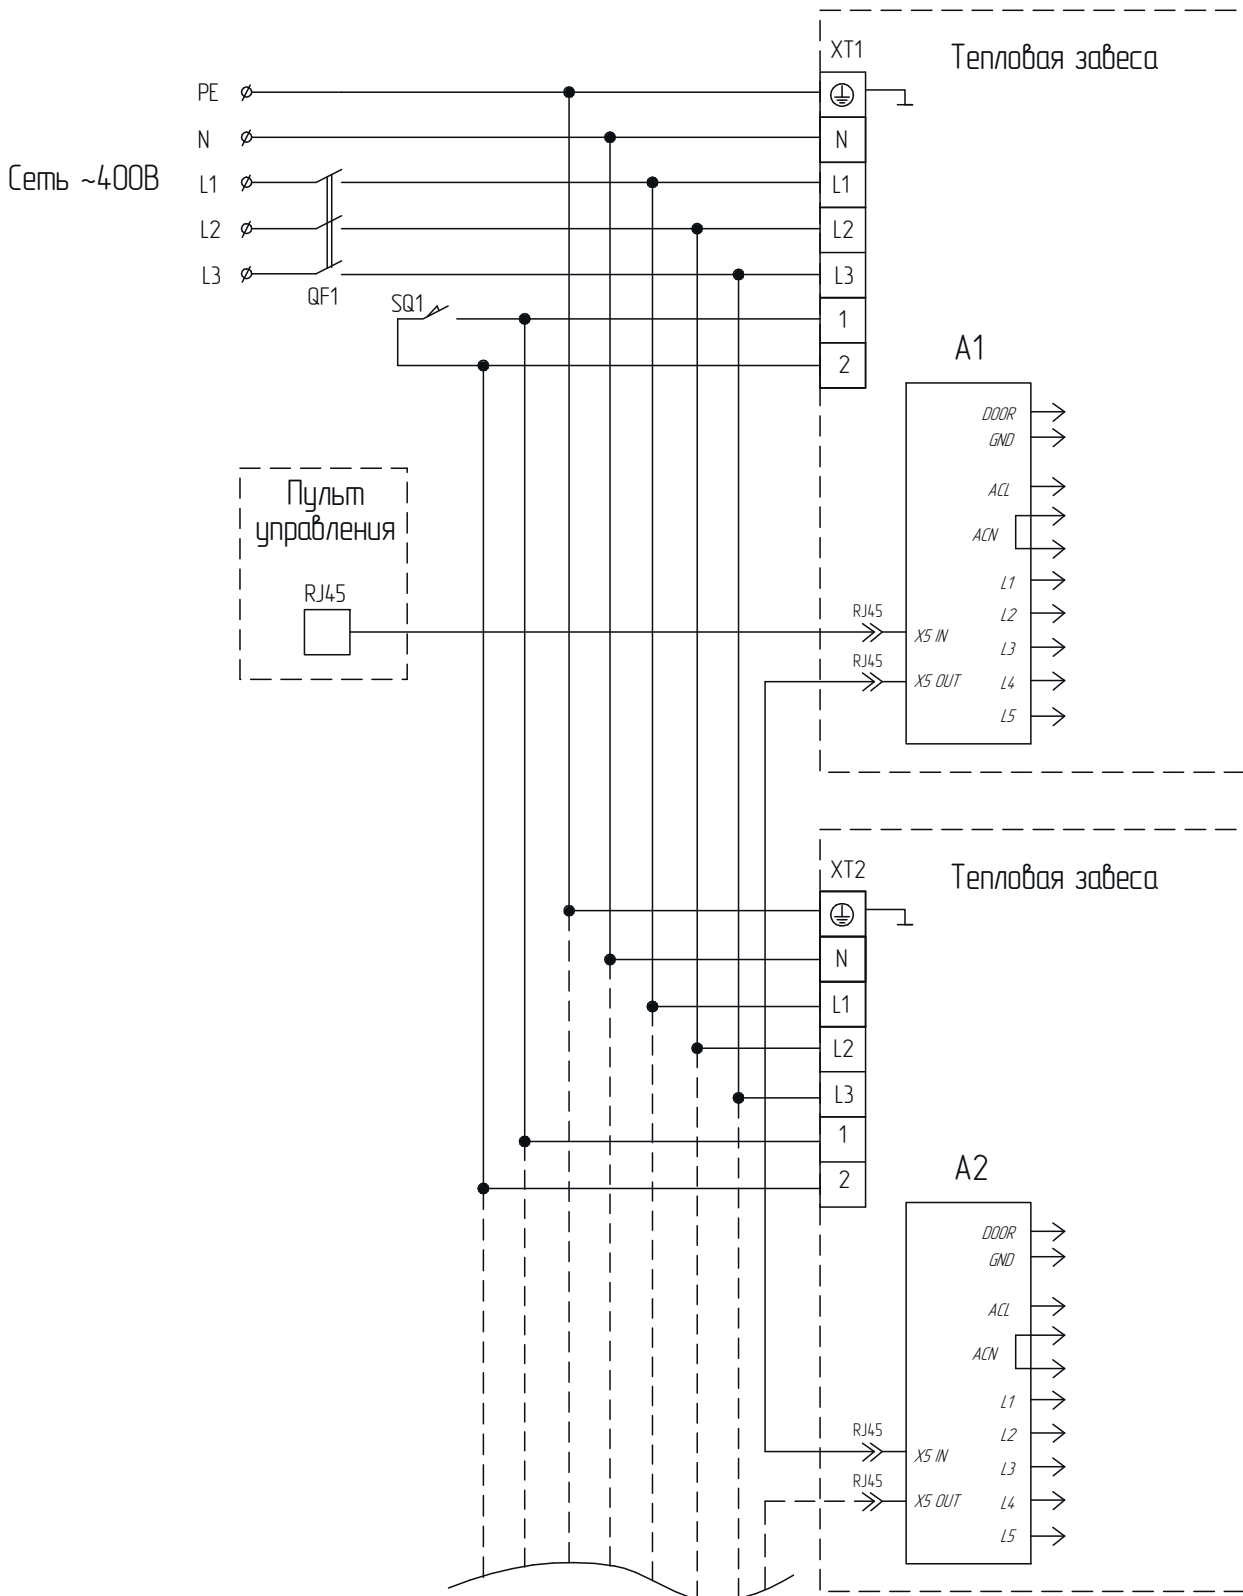 XT1
Тепловая завеса
PE
N
Сеть ~400В
L1
L2
L3
QF1
SQ1
N
L1
L2
L3
1
2
A1
DOOR
GND
ACL
ACN
L1
L2
L3
L4
L5
Пульт
управления
RJ45
RJ45
X5 IN
RJ45
X5 OUT
XT2
Тепловая завеса
N
L1
L2
L3
1
2
A2
DOOR
GND
ACL
ACN
L1
L2
L3
L4
L5
RJ45
X5 IN
RJ45
X5 OUT